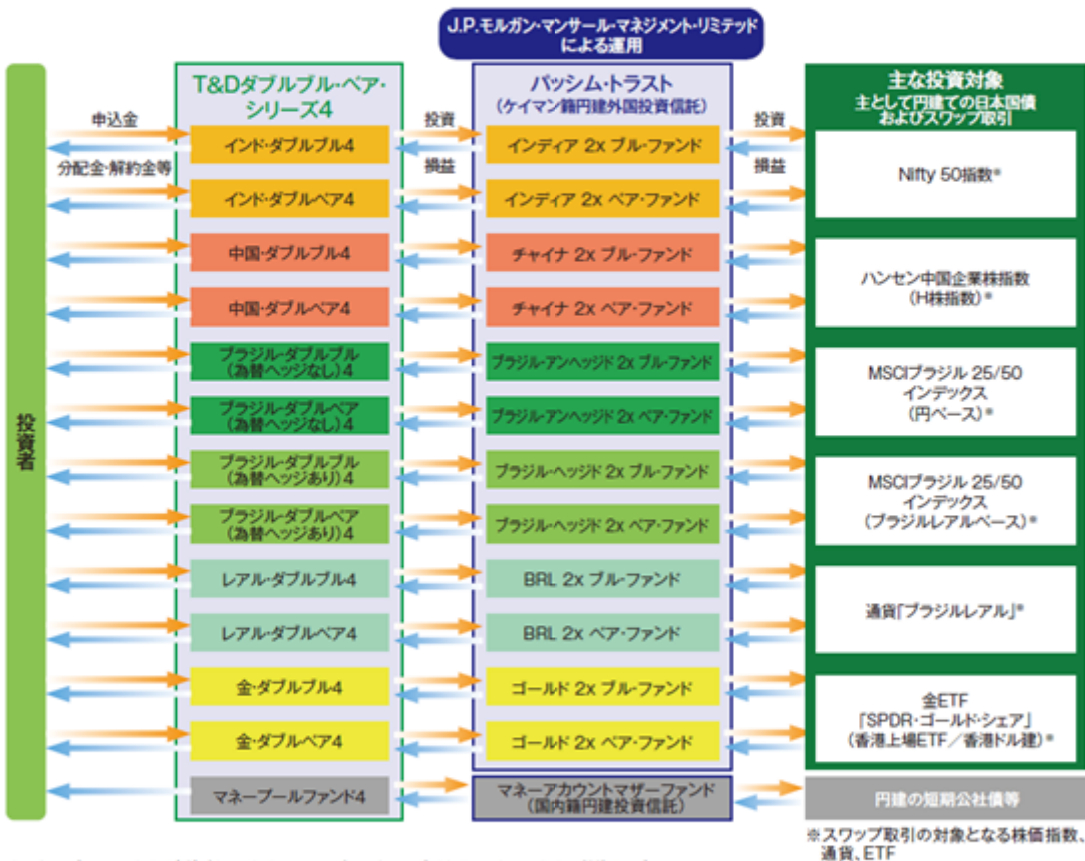 J.P.モルガン・マンサール・マネジメント・リミテッド
による運用
投資者
申込金
分配金・解約金等
T&Dダブルブル・ベア・
シリーズ4
インド・ダブルブル4
インド・ダブルベア4
中国・ダブルブル4
中国・ダブルベア4
ブラジル・ダブルブル
(為替ヘッジなし)4
ブラジル・ダブルベア
(為替ヘッジなし)4
ブラジル・ダブルブル
(為替ヘッジあり)4
ブラジル・ダブルベア
(為替ヘッジあり)4
レアル・ダブルブル4
レアル・ダブルベア4
金・ダブルブル4
金・ダブルベア4
マネープールファンド4
投資
損益
パッシム・トラスト
(ケイマン籍円建外国投資信託)
インディア 2x ブル・ファンド
インディア 2x ベア・ファンド
チャイナ 2x ブル・ファンド
チャイナ 2x ベア・ファンド
ブラジル・アンヘッジド 2x ブル・ファンド
ブラジル・アンヘッジド 2x ベア・ファンド
ブラジル・ヘッジド 2x ブル・ファンド
ブラジル・ヘッジド 2x ベア・ファンド
BRL 2x ブル・ファンド
BRL 2x ベア・ファンド
ゴールド 2x ブル・ファンド
ゴールド 2x ベア・ファンド
マネーアカウントマザーファンド
(国内籍円建投資信託)
投資
損益
主な投資対象
主として円建ての日本国債
およびスワップ取引
Nifty 50指数※
ハンセン中国企業株指数
(H株指数)※
MSCIブラジル 25/50
インデックス
(円ベース)※
MSCIブラジル 25/50
インデックス
(ブラジルレアルベース)※
通貨「ブラジルレアル」※
金ETF
「SPDR・ゴールド・シェア」
(香港上場ETF/香港ドル建)※
円建の短期公社債等
※スワップ取引の対象となる株価指数、
通貨、ETF